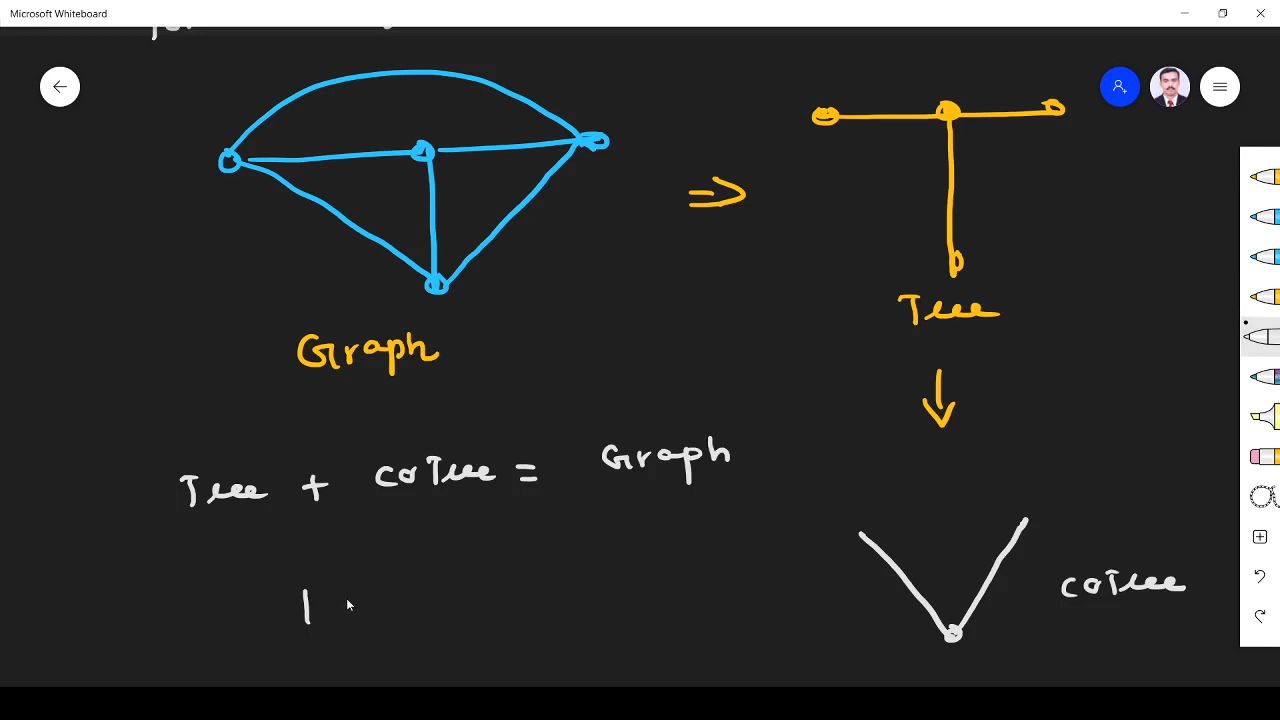 Microsoft Whiteboard
Graph
Tree
Tree + coTree = Graph
coTree